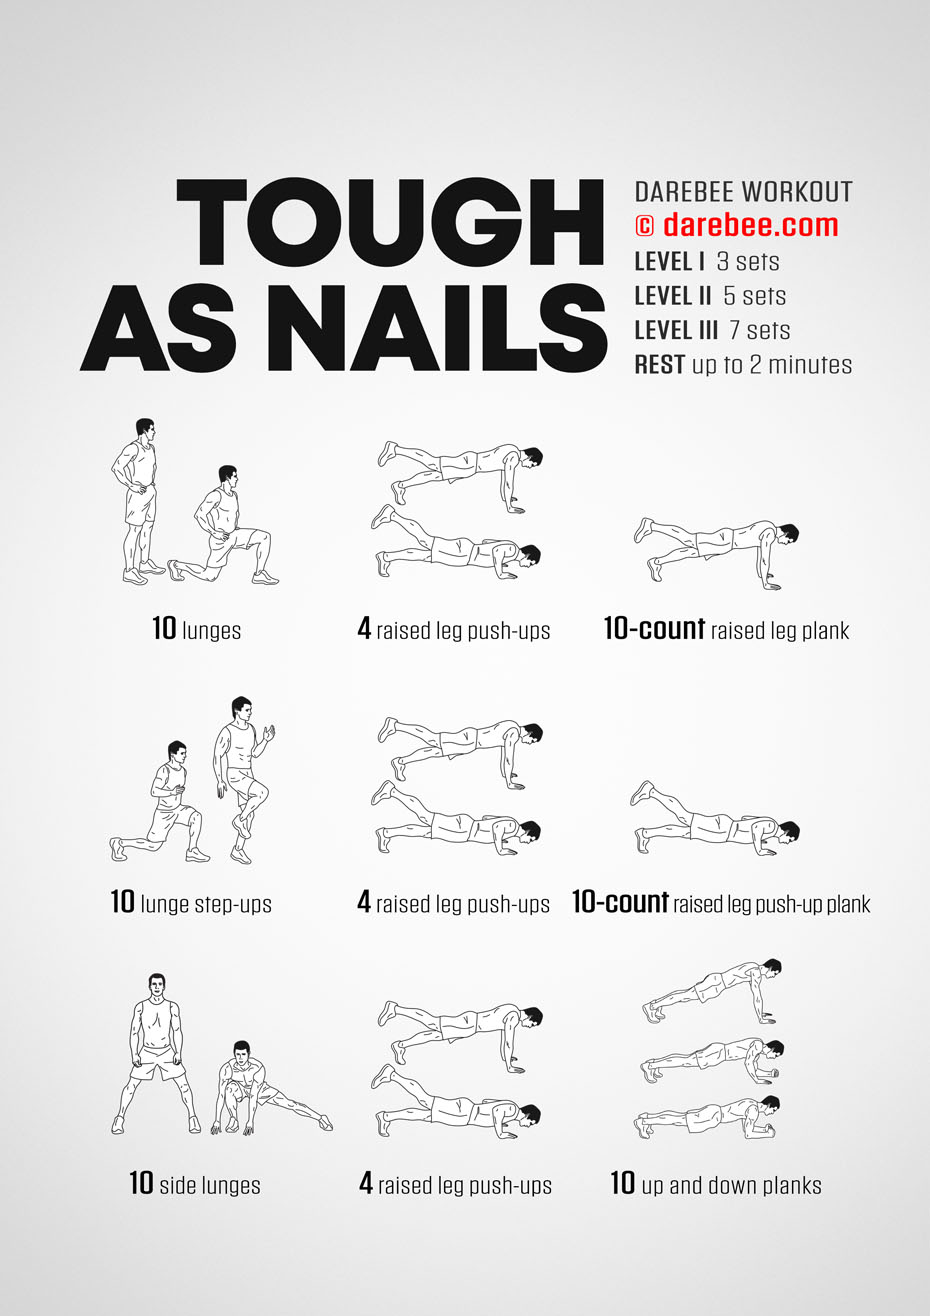 TOUGH
AS NAILS
DAREBEE WORKOUT
© darebee.com
LEVEL I 3 sets
LEVEL II 5 sets
LEVEL III 7 sets
REST up to 2 minutes
10 lunges
4 raised leg push-ups
10-count raised leg plank
10 lunge step-ups
4 raised leg push-ups
10-count raised leg push-up plank
10 side lunges
4 raised leg push-ups
10 up and down planks